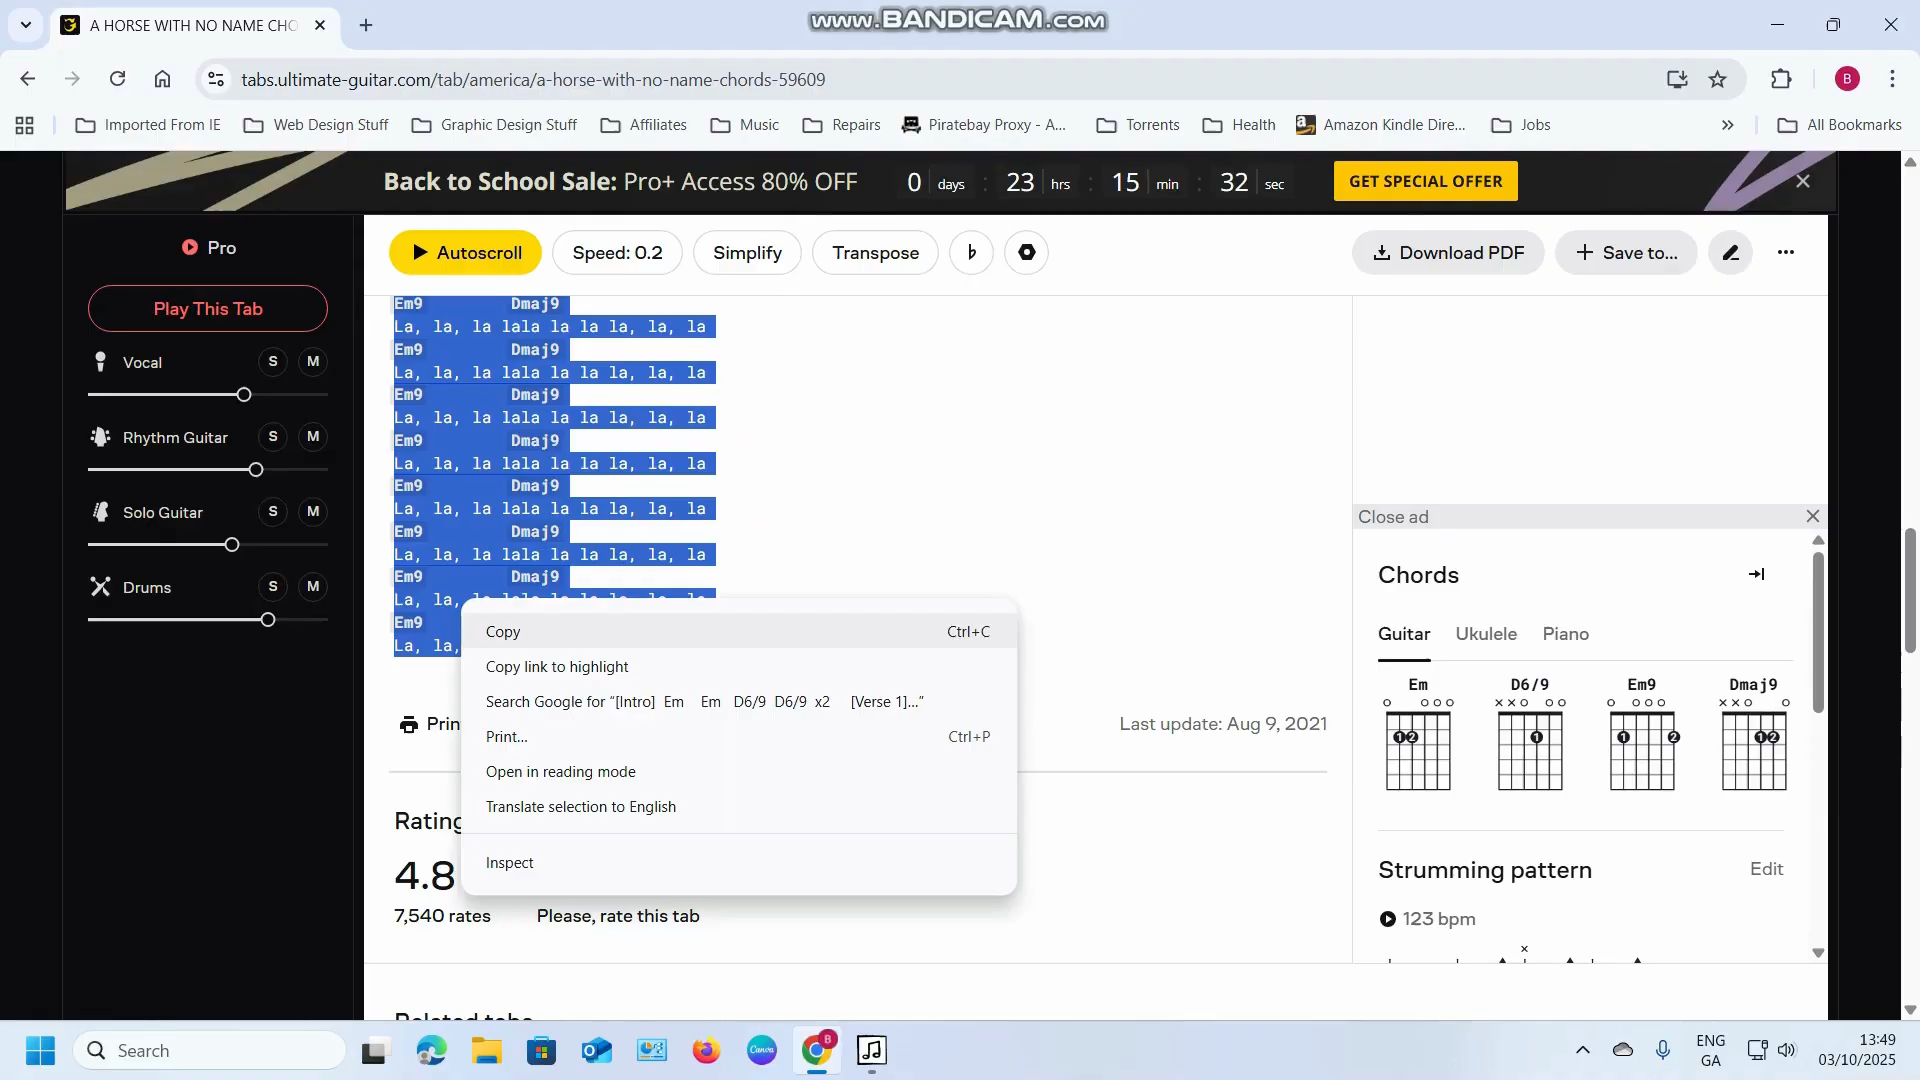 www.BANDICAM.com
A HORSE WITH NO NAME CHO
tabs.ultimate-guitar.com/tab/america/a-horse-with-no-name-chords-59609
B
Imported From IE
Web Design Stuff
Graphic Design Stuff
Affiliates
Music
Repairs
Piratebay Proxy - A...
Torrents
Health
Amazon Kindle Dire...
Jobs
All Bookmarks
Back to School Sale: Pro+ Access 80% OFF
0 days : 23 hrs : 15 min : 32 sec
GET SPECIAL OFFER
Pro
Play This Tab
Vocal S M
Rhythm Guitar S M
Solo Guitar S M
Drums S M
Autoscroll
Speed: 0.2
Simplify
Transpose
Download PDF
Save to...
Em9 Dmaj9
La, la, la lala la la la, la, la
Em9 Dmaj9
La, la, la lala la la la, la, la
Em9 Dmaj9
La, la, la lala la la la, la, la
Em9 Dmaj9
La, la, la lala la la la, la, la
Em9 Dmaj9
La, la, la lala la la la, la, la
Em9 Dmaj9
La, la, la lala la la la, la, la
Em9 Dmaj9
La, la, la lala la la la, la, la
Em9
La, la,
Copy Ctrl+C
Copy link to highlight
Search Google for “[Intro] Em Em D6/9 D6/9 x2 [Verse 1]...”
Print... Ctrl+P
Open in reading mode
Translate selection to English
Inspect
Prin
Last update: Aug 9, 2021
Rating
4.8
7,540 rates
Please, rate this tab
Related tabs
Close ad
Chords
Guitar Ukulele Piano
Em D6/9 Em9 Dmaj9
Strumming pattern Edit
123 bpm
Search
Canva
B
ENG
GA
13:49
03/10/2025